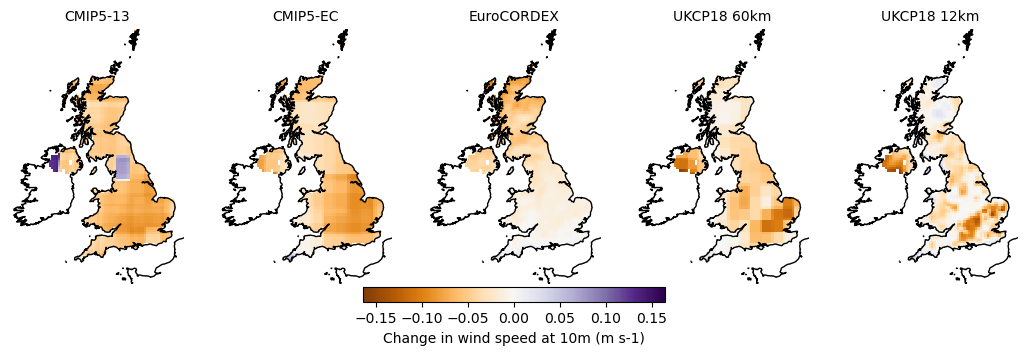 CMIP5-13 CMIP5-EC EuroCORDEX UKCP18 60km UKCP18 12km
−0.15 −0.10 −0.05 0.00 0.05 0.10 0.15
Change in wind speed at 10m (m s-1)